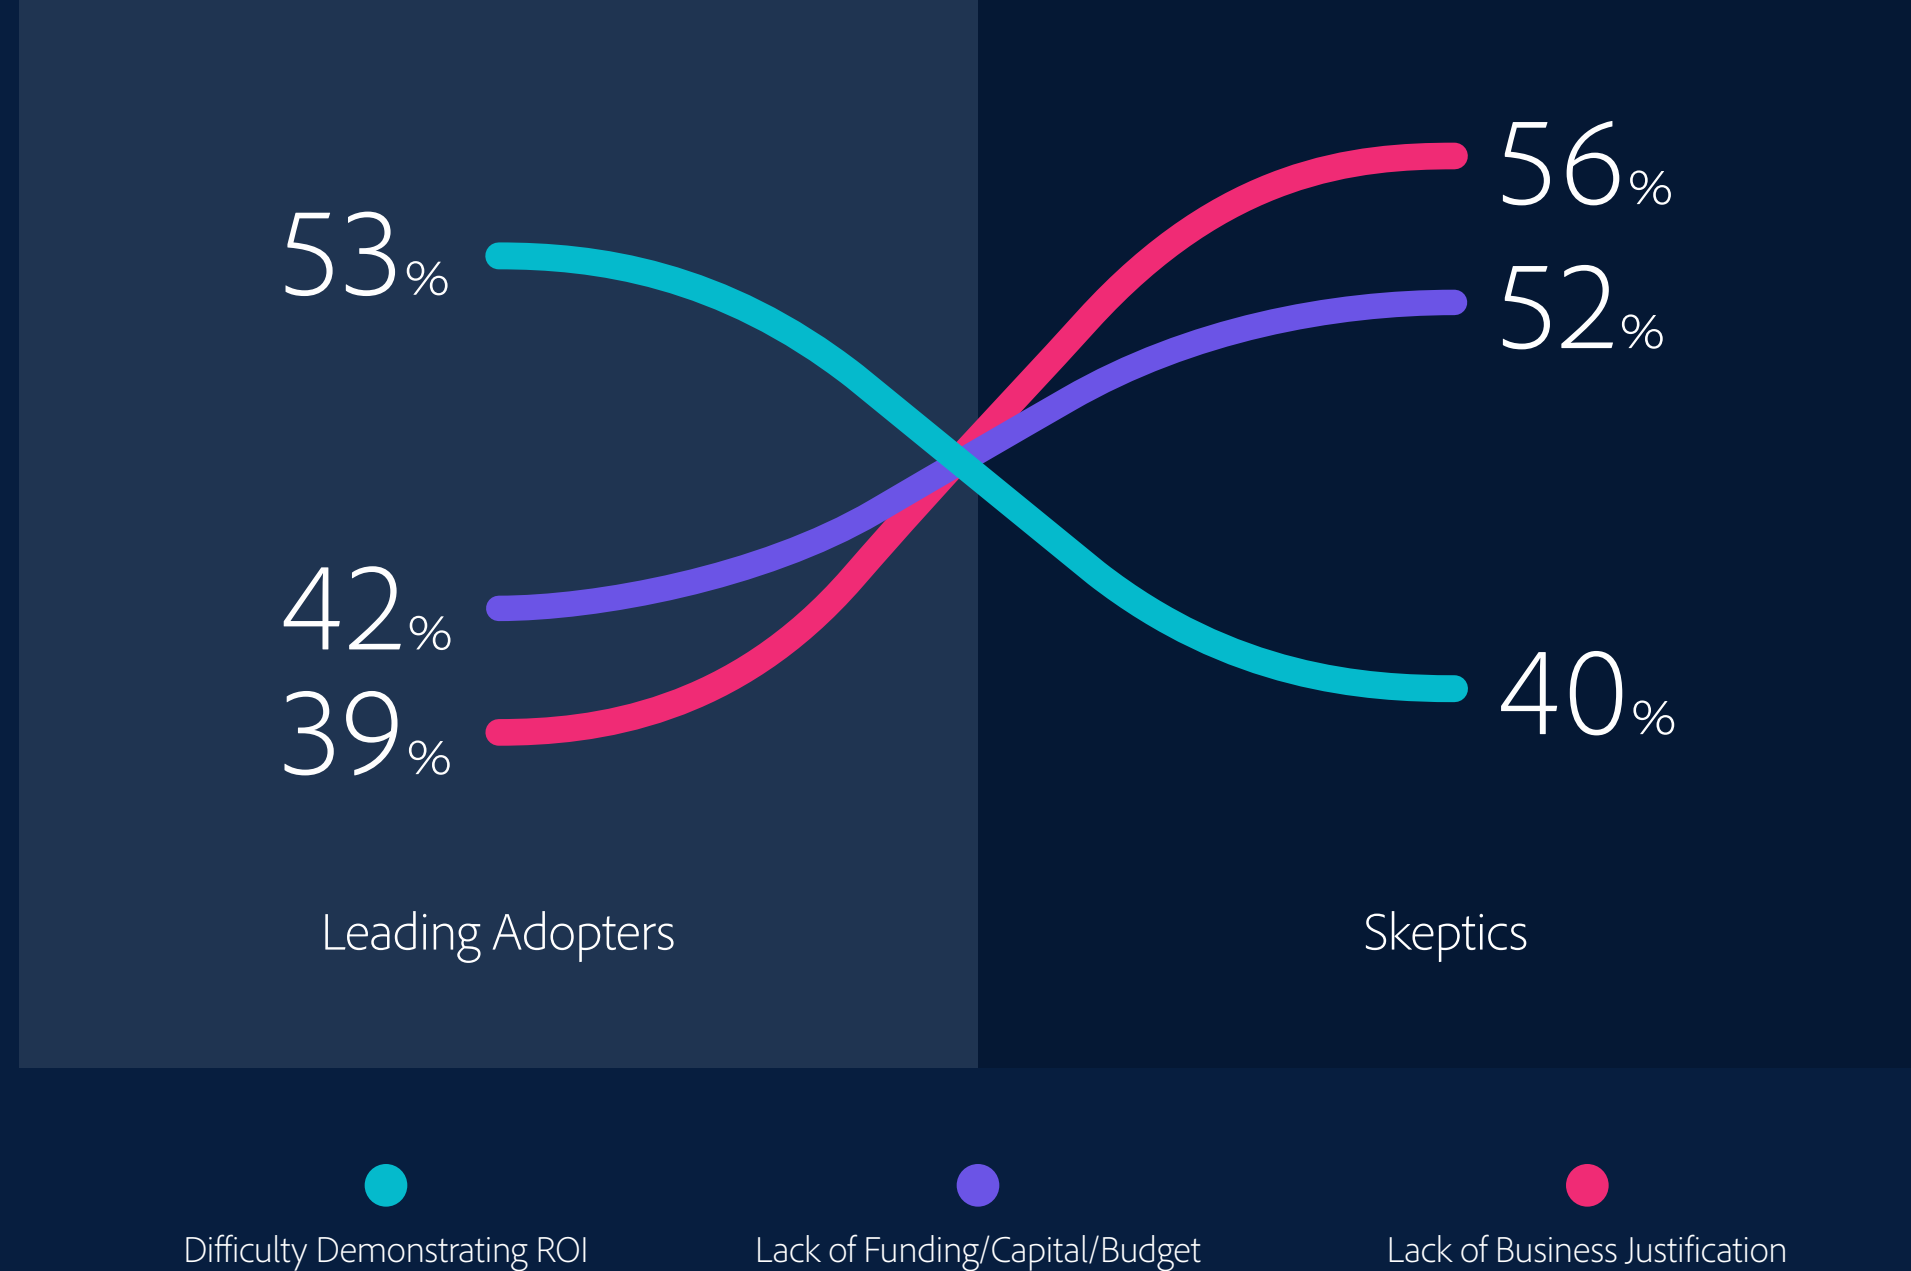 53%
42%
39%
Leading Adopters
56%
52%
40%
Skeptics
Difficulty Demonstrating ROI
Lack of Funding/Capital/Budget
Lack of Business Justification